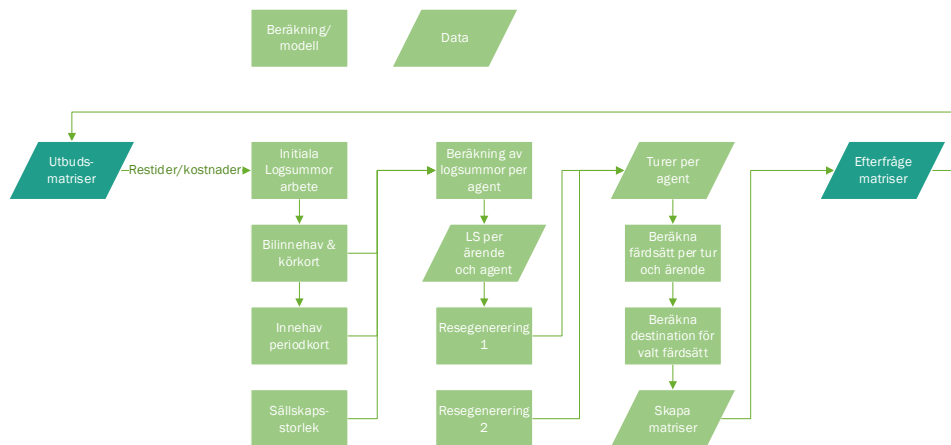 Beräkning/
modell
Data
Utbuds-
matriser
Restider/kostnader
Initiala
Logsummor
arbete
Bilinnehav &
körkort
Innehav
periodkort
Sällskaps-
storlek
Beräkning av
logsummor per
agent
LS per
ärende
och agent
Resegenerering
1
Resegenerering
2
Turer per
agent
Beräkna
färdsätt per tur
och ärende
Beräkna
destination för
valt färdsätt
Skapa
matriser
Efterfråge
matriser